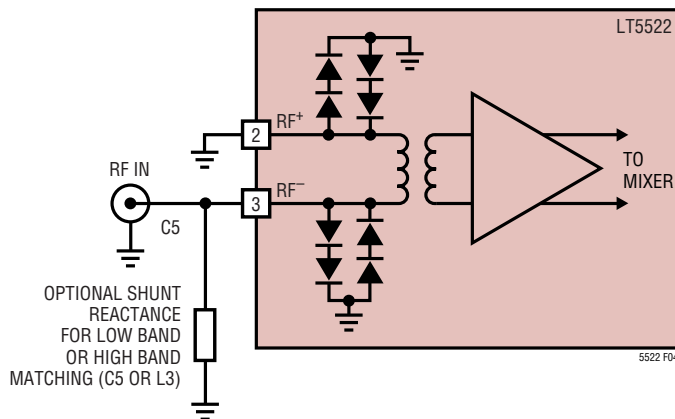 LT5522
RF+
2
RF IN
TO
MIXER
RF−
3
C5
OPTIONAL SHUNT
REACTANCE
FOR LOW BAND
OR HIGH BAND
MATCHING (C5 OR L3)
5522 F04